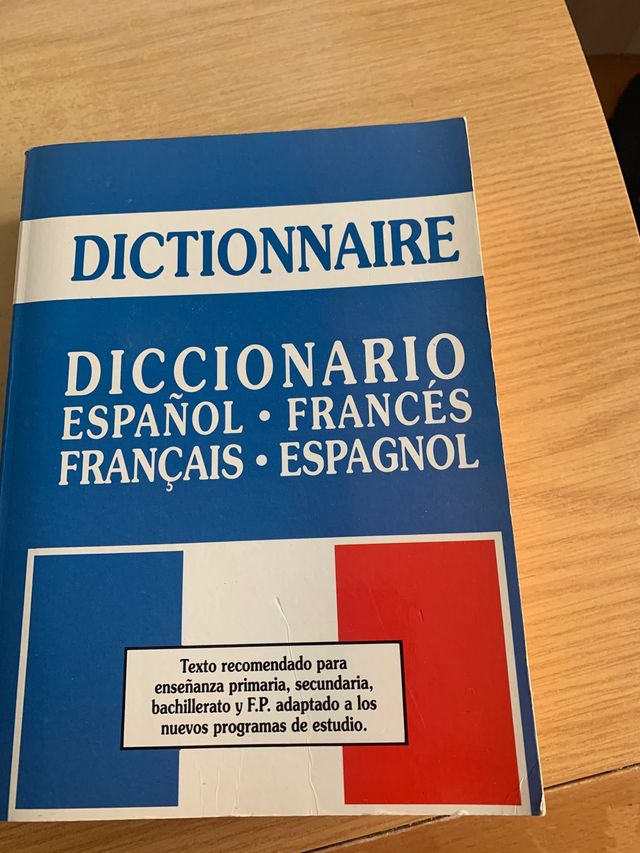 DICTIONNAIRE
DICCIONARIO
ESPAÑOL • FRANCÉS
FRANÇAIS • ESPAGNOL
Texto recomendado para
enseñanza primaria, secundaria,
bachillerato y F.P. adaptado a los
nuevos programas de estudio.